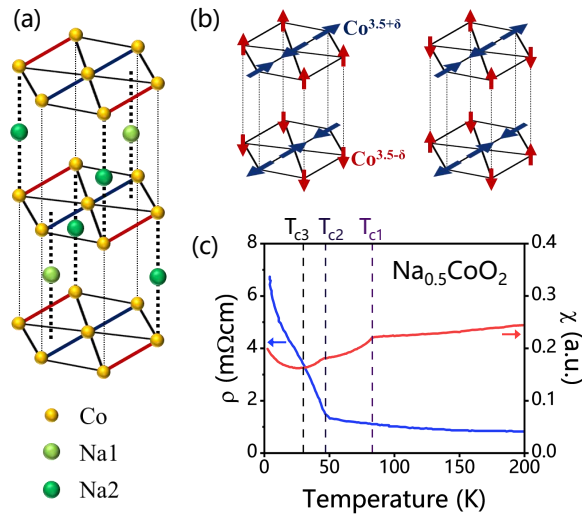 (a)
Co
Na1
Na2
(b)
Co3.5+δ
Co3.5-δ
(c)
Tc3 Tc2 Tc1
Na0.5CoO2
8
6
4
2
0
ρ (mΩcm)
0.4
0.3
0.2
0.1
0.0
χ (a.u.)
0 50 100 150 200
Temperature (K)